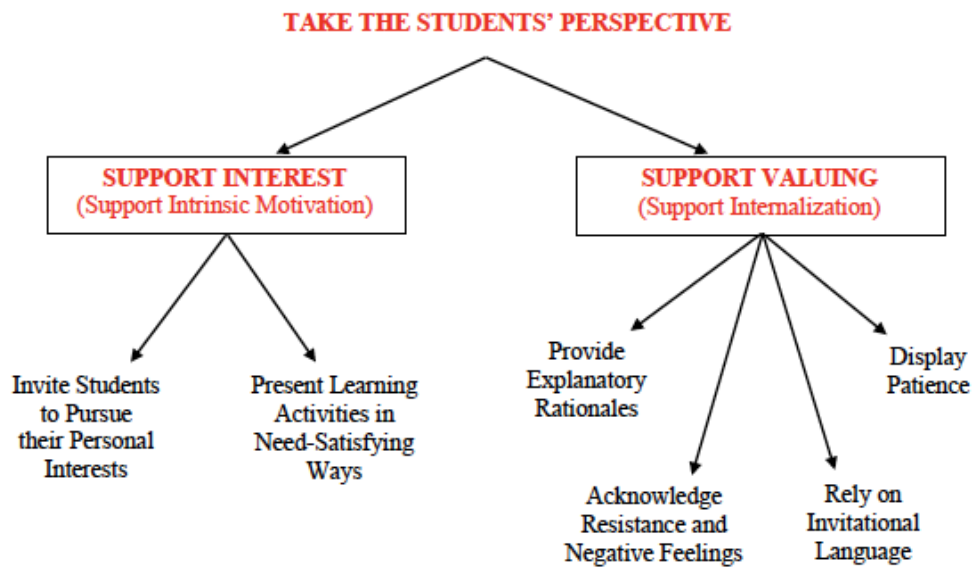 TAKE THE STUDENTS' PERSPECTIVE
SUPPORT INTEREST
(Support Intrinsic Motivation)
SUPPORT VALUING
(Support Internalization)
Invite Students
to Pursue
their Personal
Interests
Present Learning
Activities in
Need-Satisfying
Ways
Provide
Explanatory
Rationales
Display
Patience
Acknowledge
Resistance and
Negative Feelings
Rely on
Invitational
Language